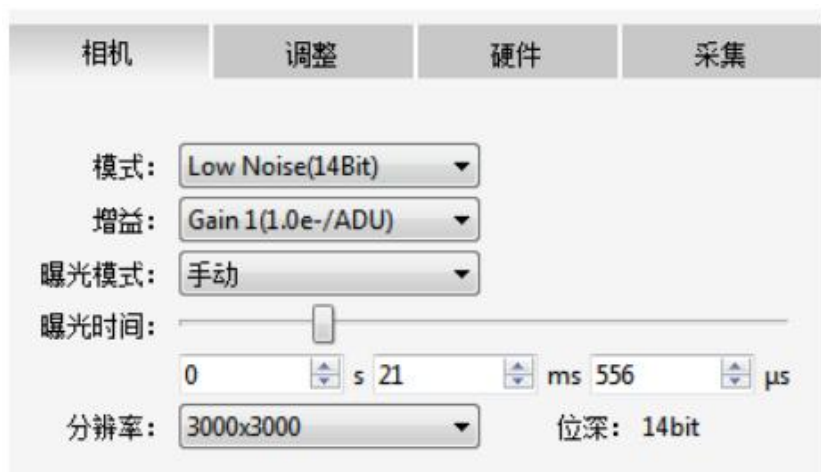 相机 调整 硬件 采集
模式： Low Noise(14Bit)
增益： Gain 1(1.0e-/ADU)
曝光模式： 手动
曝光时间：
0 s 21 ms 556 μs
分辨率： 3000x3000 位深： 14bit